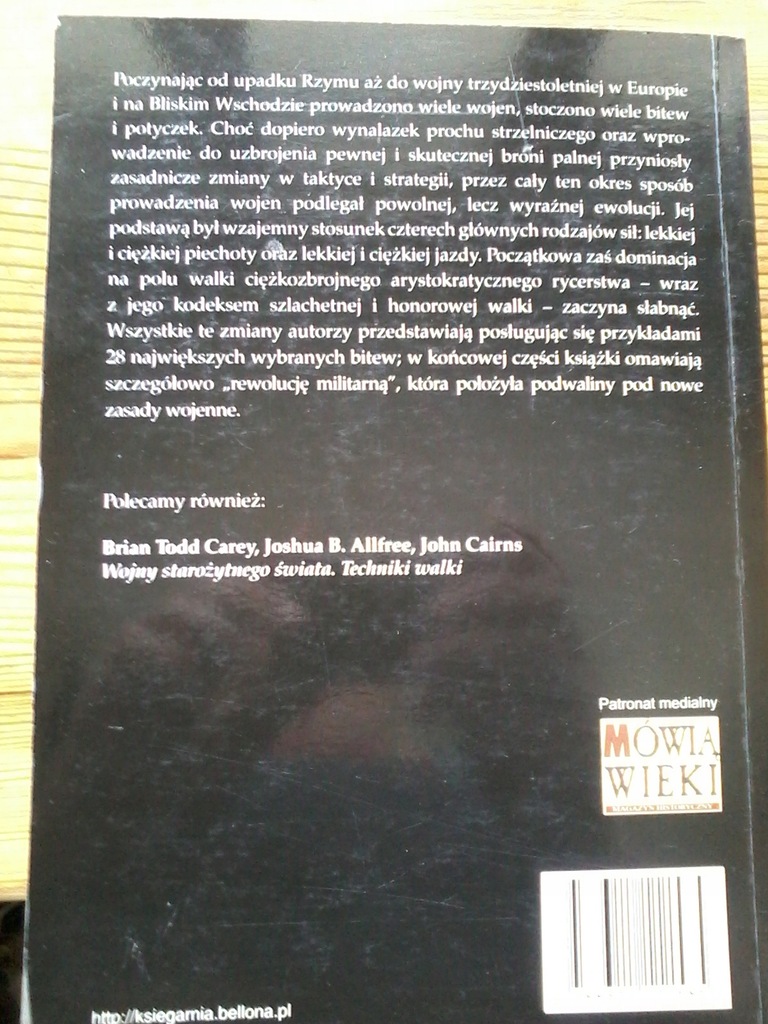 Poczynając od upadku Rzymu aż do wojny trzydziestoletniej w Europie
i na Bliskim Wschodzie prowadzono wiele wojen, stoczono wiele bitew
i potyczek. Choć dopiero wynalazek prochu strzelniczego oraz wpro-
wadzenie do uzbrojenia pewnej i skutecznej broni palnej przyniosły
zasadnicze zmiany w taktyce i strategii, przez cały ten okres sposób
prowadzenia wojen podlegał powolnej, lecz wyraźnej ewolucji. Jej
podstawą był wzajemny stosunek czterech głównych rodzajów sił: lekkiej
i ciężkiej piechoty oraz lekkiej i ciężkiej jazdy. Początkowa zaś dominacja
na polu walki ciężkozbrojnego arystokratycznego rycerstwa – wraz
z jego kodeksem szlachetnej i honorowej walki – zaczyna słabnąć.
Wszystkie te zmiany autorzy przedstawiają posługując się przykładami
28 największych wybranych bitew; w końcowej części książki omawiają
szczegółowo „rewolucję militarną”, która położyła podwaliny pod nowe
zasady wojenne.
Polecamy również:
Brian Todd Carey, Joshua B. Allfree, John Cairns
Wojny starożytnego świata. Techniki walki
Patronat medialny
MÓWIĄ
WIEKI
MAGAZYN HISTORYCZNY
http://ksiegarnia.bellona.pl